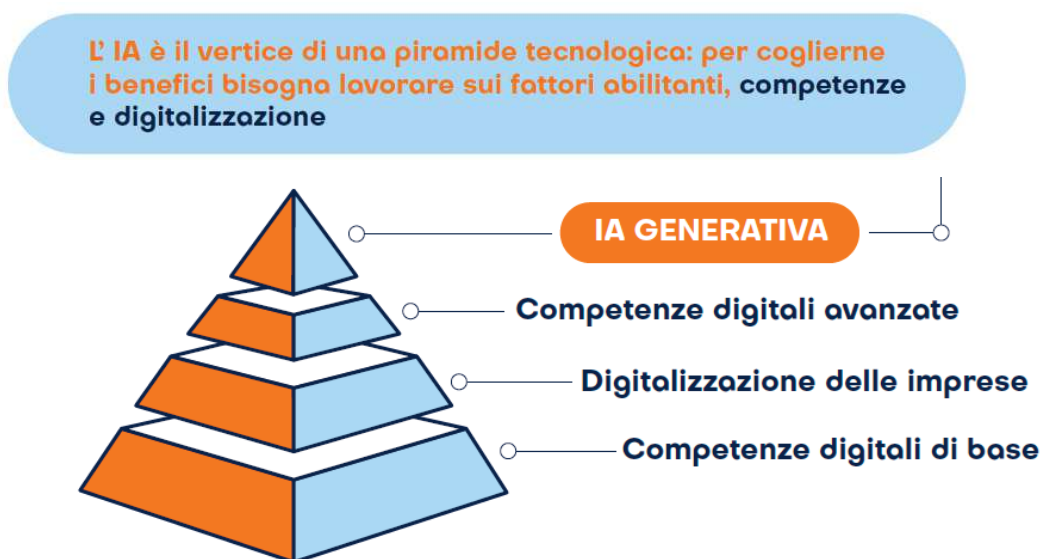 L' IA è il vertice di una piramide tecnologica: per coglierne
i benefici bisogna lavorare sui fattori abilitanti, competenze
e digitalizzazione
IA GENERATIVA
Competenze digitali avanzate
Digitalizzazione delle imprese
Competenze digitali di base